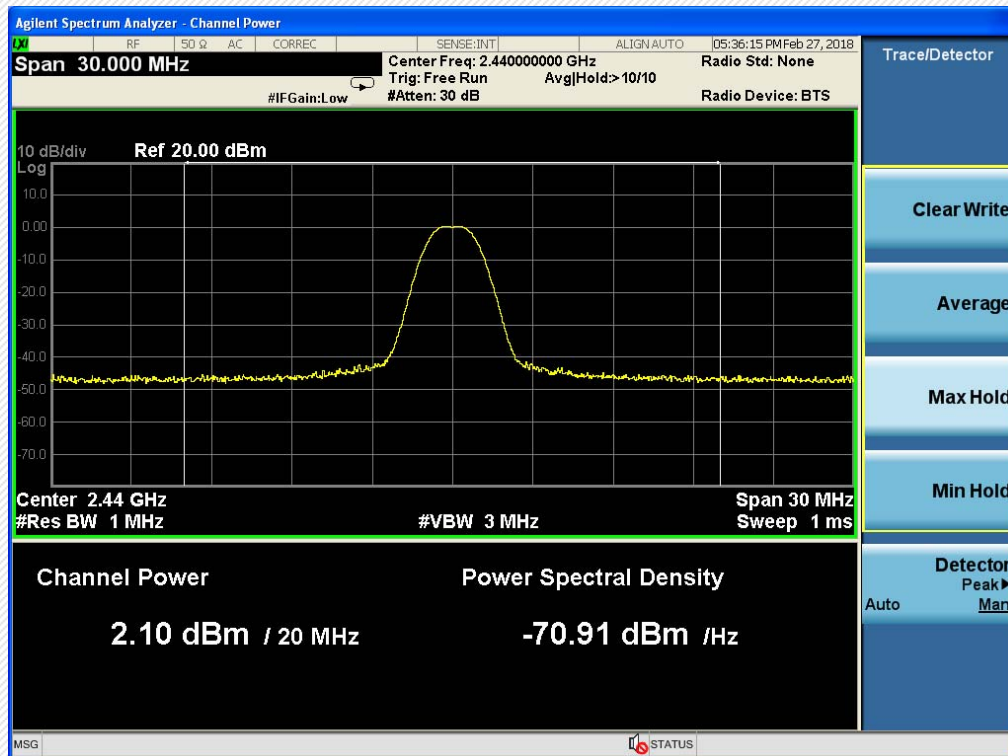 Agilent Spectrum Analyzer - Channel Power
LXI RF 50 Ω AC CORREC SENSE:INT ALIGN AUTO 05:36:15 PM Feb 27, 2018
Span 30.000 MHz
Center Freq: 2.440000000 GHz
Radio Std: None
Trig: Free Run Avg|Hold:> 10/10
#IFGain:Low
#Atten: 30 dB
Radio Device: BTS
10 dB/div Ref 20.00 dBm
Log
10.0
0.00
-10.0
-20.0
-30.0
-40.0
-50.0
-60.0
-70.0
Center 2.44 GHz Span 30 MHz
#Res BW 1 MHz #VBW 3 MHz Sweep 1 ms
Channel Power Power Spectral Density
2.10 dBm / 20 MHz -70.91 dBm /Hz
MSG STATUS
Trace/Detector
Clear Write
Average
Max Hold
Min Hold
Detector
Peak▶
Auto Man